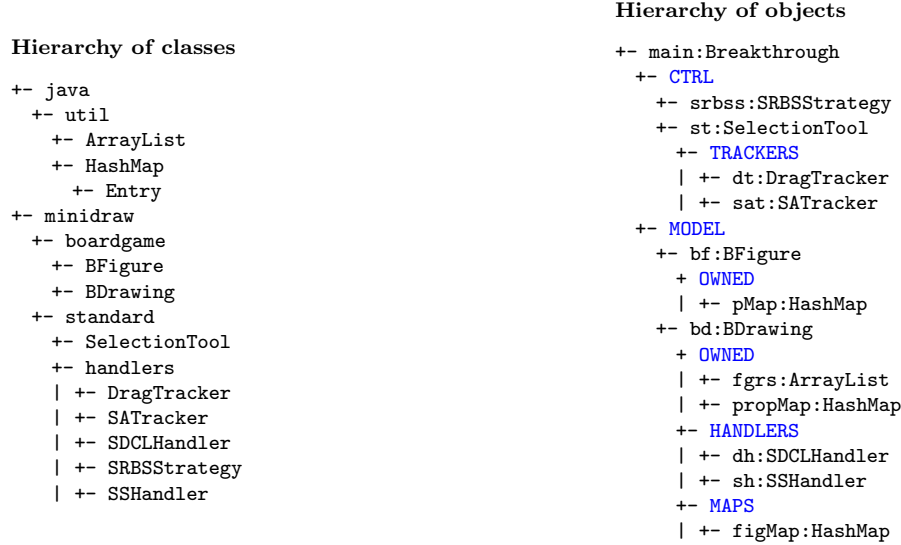 Hierarchy of classes
+- java
+- util
+- ArrayList
+- HashMap
+- Entry
+- minidraw
+- boardgame
+- BFigure
+- BDrawing
+- standard
+- SelectionTool
+- handlers
| +- DragTracker
| +- SATracker
| +- SDCLHandler
| +- SRBSStrategy
| +- SSHandler
Hierarchy of objects
+- main:Breakthrough
+- CTRL
+- srbss:SRBSStrategy
+- st:SelectionTool
+- TRACKERS
| +- dt:DragTracker
| +- sat:SATracker
+- MODEL
+- bf:BFigure
+ OWNED
| +- pMap:HashMap
+- bd:BDrawing
+ OWNED
| +- fgrs:ArrayList
| +- propMap:HashMap
+- HANDLERS
| +- dh:SDCLHandler
| +- sh:SSHandler
+- MAPS
| +- figMap:HashMap